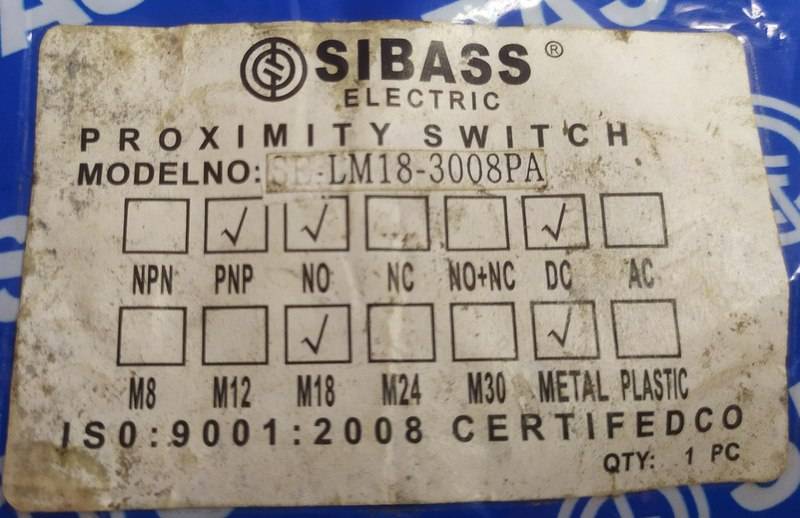 SIBASS ®
ELECTRIC
PROXIMITY SWITCH
MODELNO: SB-LM18-3008PA
✓ ✓ ✓
NPN PNP NO NC NO+NC DC AC
✓ ✓
M8 M12 M18 M24 M30 METAL PLASTIC
ISO:9001:2008 CERTIFEDCO
QTY: 1 PC